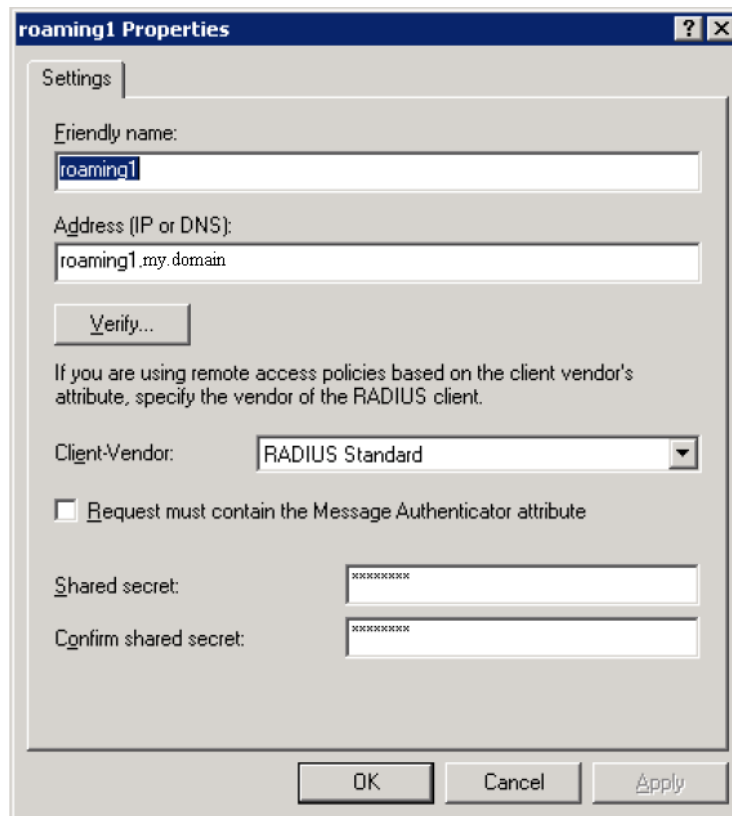 roaming1 Properties
Settings
Friendly name:
roaming1
Address (IP or DNS):
roaming1.my.domain
Verify...
If you are using remote access policies based on the client vendor's
attribute, specify the vendor of the RADIUS client.
Client-Vendor:
RADIUS Standard
Request must contain the Message Authenticator attribute
Shared secret:
********
Confirm shared secret:
********
OK
Cancel
Apply